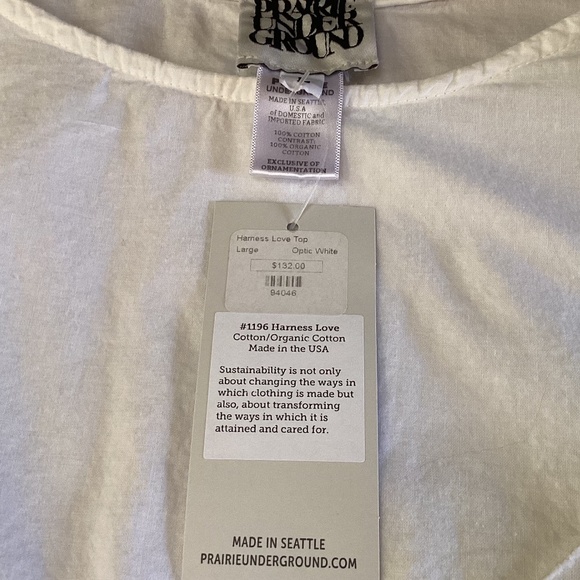 PRAIRIE
UNDER
GROUND
UNDERGROUND
MADE IN SEATTLE,
U.S.A
of DOMESTIC and
IMPORTED FABRIC
100% COTTON
CONTRAST:
100% ORGANIC
COTTON
EXCLUSIVE OF
ORNAMENTATION
Harness Love Top
Large Optic White
$132.00
94046
#1196 Harness Love
Cotton/Organic Cotton
Made in the USA
Sustainability is not only
about changing the ways in
which clothing is made but
also, about transforming
the ways in which it is
attained and cared for.
MADE IN SEATTLE
PRAIRIEUNDERGROUND.COM